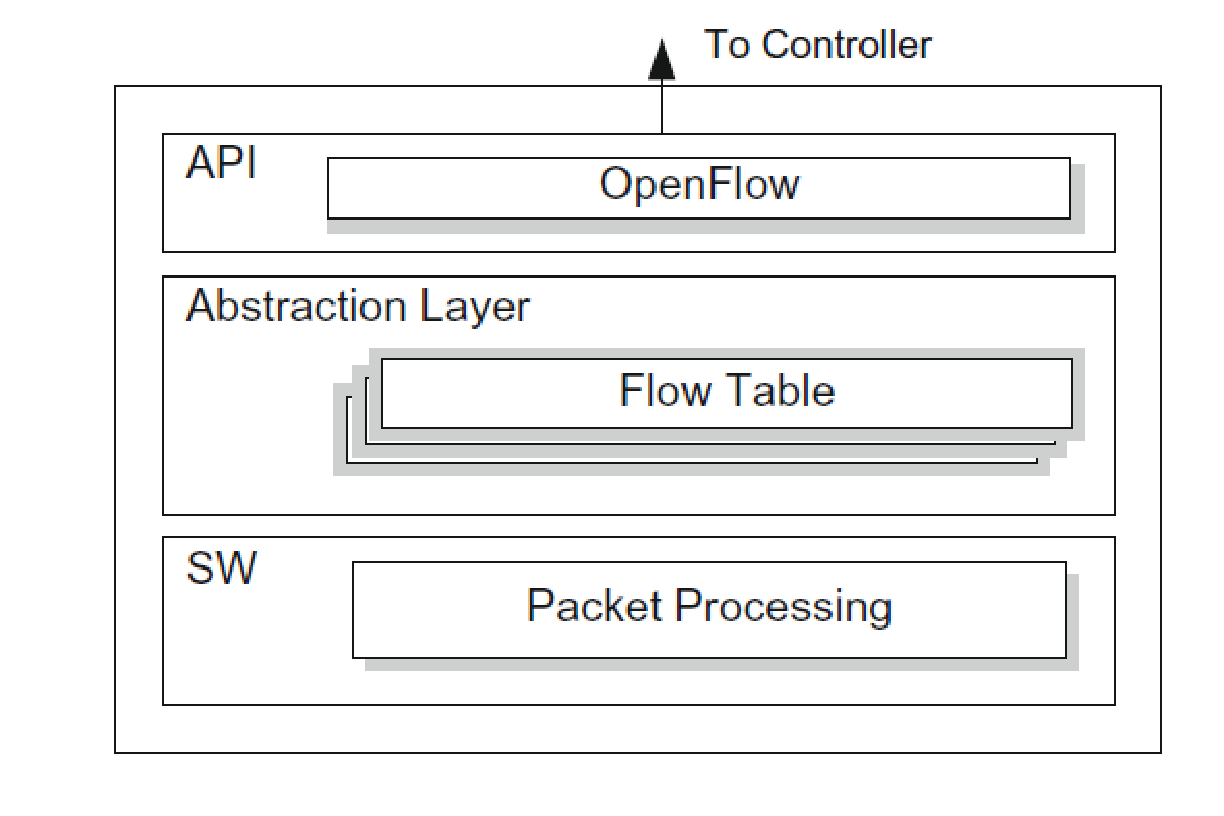 To Controller
API
OpenFlow
Abstraction Layer
Flow Table
SW
Packet Processing